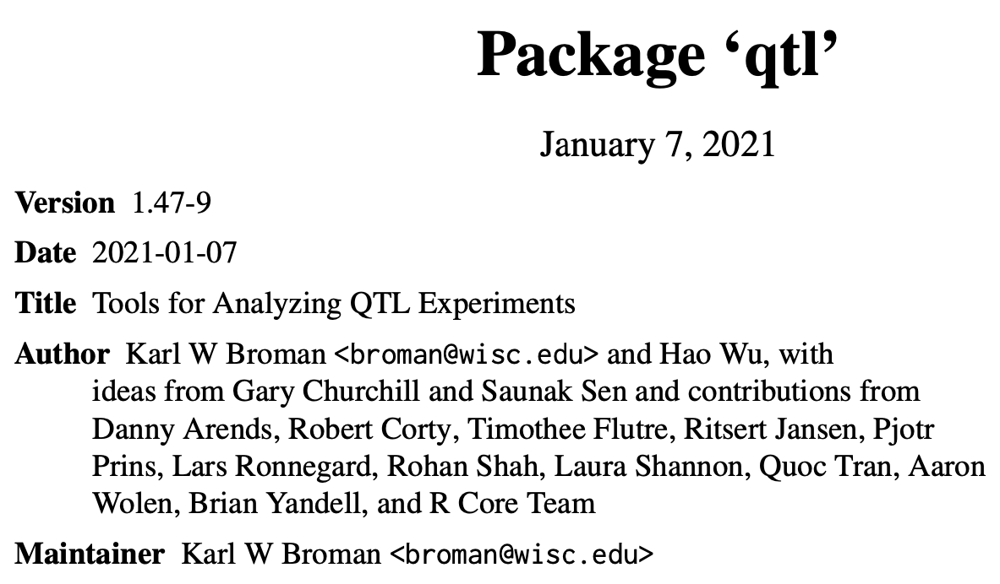 Package ‘qtl’
January 7, 2021
Version 1.47-9
Date 2021-01-07
Title Tools for Analyzing QTL Experiments
Author Karl W Broman <broman@wisc.edu> and Hao Wu, with
ideas from Gary Churchill and Saunak Sen and contributions from
Danny Arends, Robert Corty, Timothee Flutre, Ritsert Jansen, Pjotr
Prins, Lars Ronnegard, Rohan Shah, Laura Shannon, Quoc Tran, Aaron
Wolen, Brian Yandell, and R Core Team
Maintainer Karl W Broman <broman@wisc.edu>